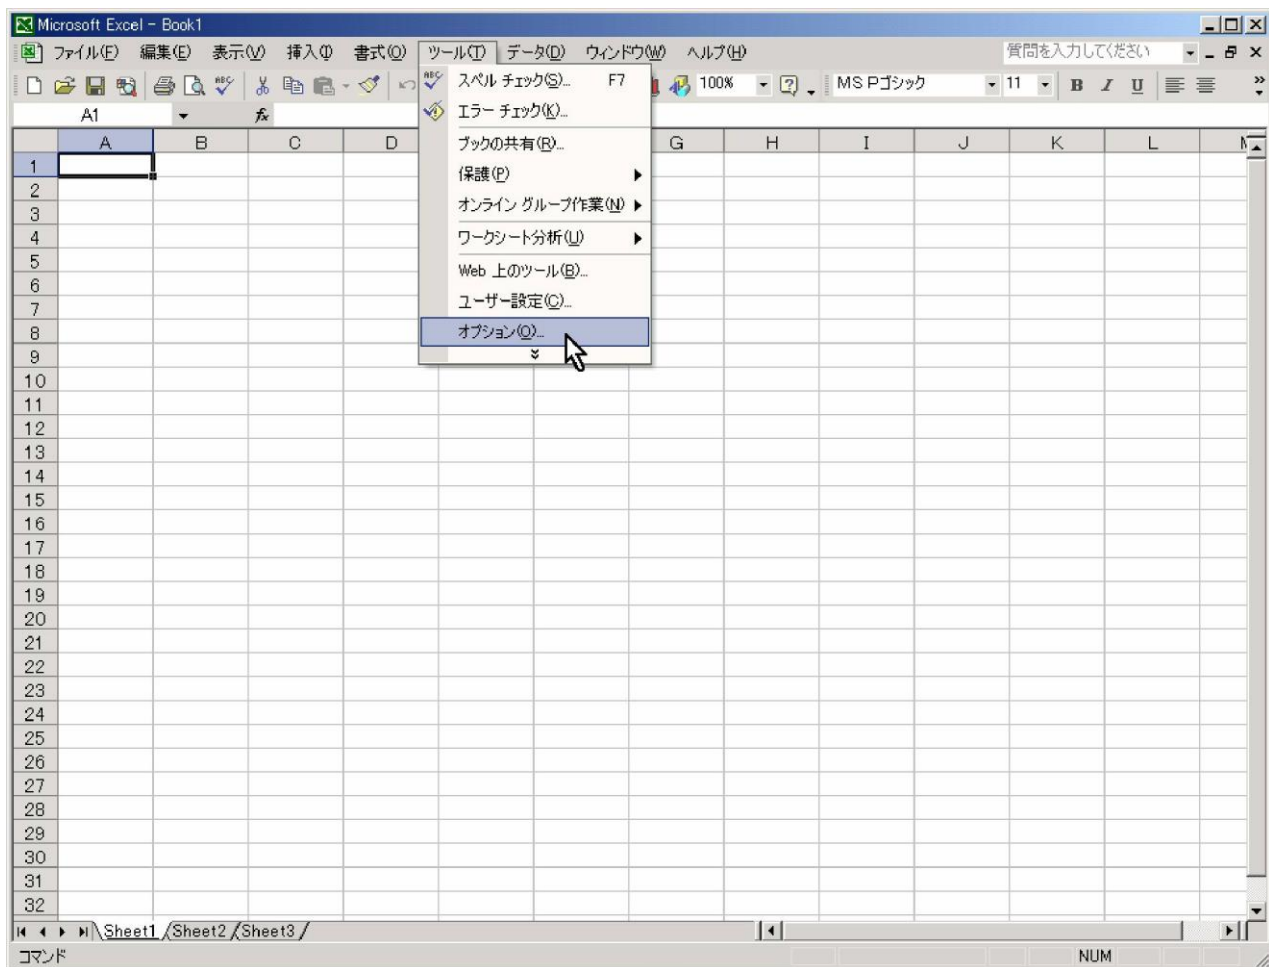 Microsoft Excel - Book1
ファイル(F) 編集(E) 表示(V) 挿入(I) 書式(O) ツール(T) データ(D) ウィンドウ(W) ヘルプ(H) 質問を入力してください
100% MS Pゴシック 11 B I U
A1 fx
A B C D G H I J K L
スペル チェック(S)... F7
エラー チェック(K)...
ブックの共有(R)...
保護(P)
オンライン グループ作業(N)
ワークシート分析(U)
Web 上のツール(B)...
ユーザー設定(C)...
オプション(O)...
1
2
3
4
5
6
7
8
9
10
11
12
13
14
15
16
17
18
19
20
21
22
23
24
25
26
27
28
29
30
31
32
Sheet1 Sheet2 Sheet3
コマンド NUM